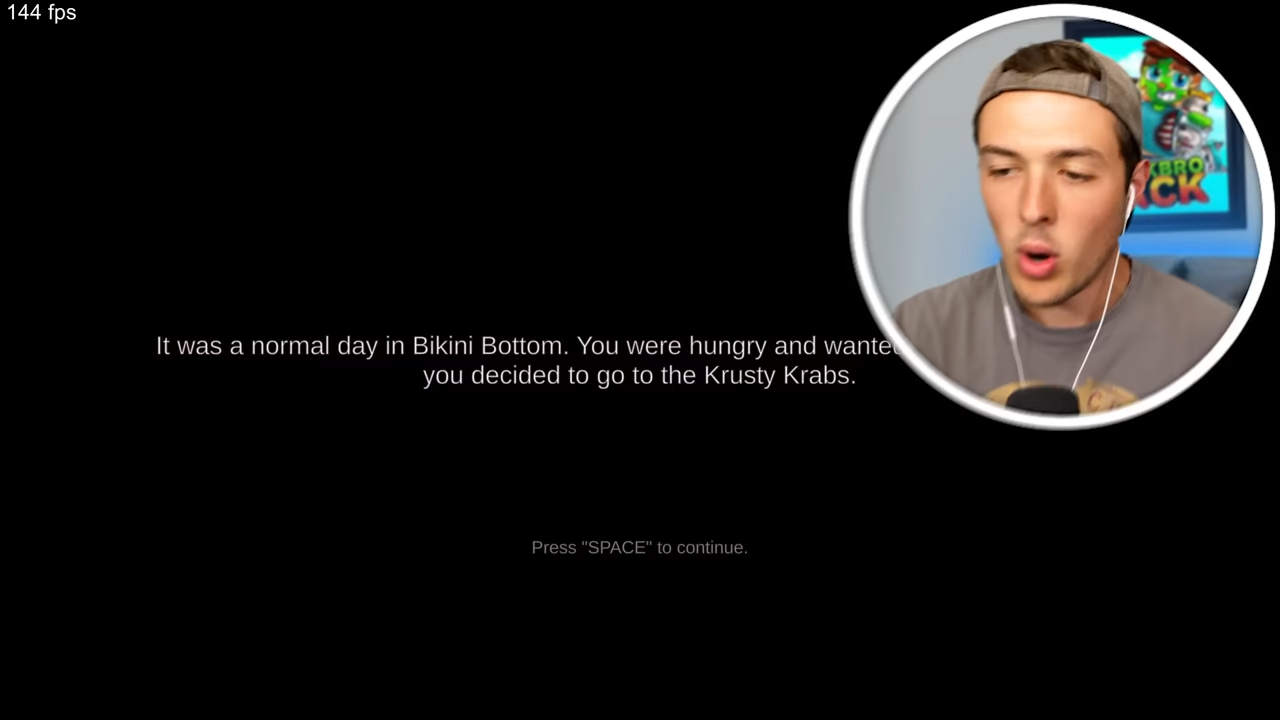 144 fps
It was a normal day in Bikini Bottom. You were hungry and wanted
you decided to go to the Krusty Krabs.
Press "SPACE" to continue.